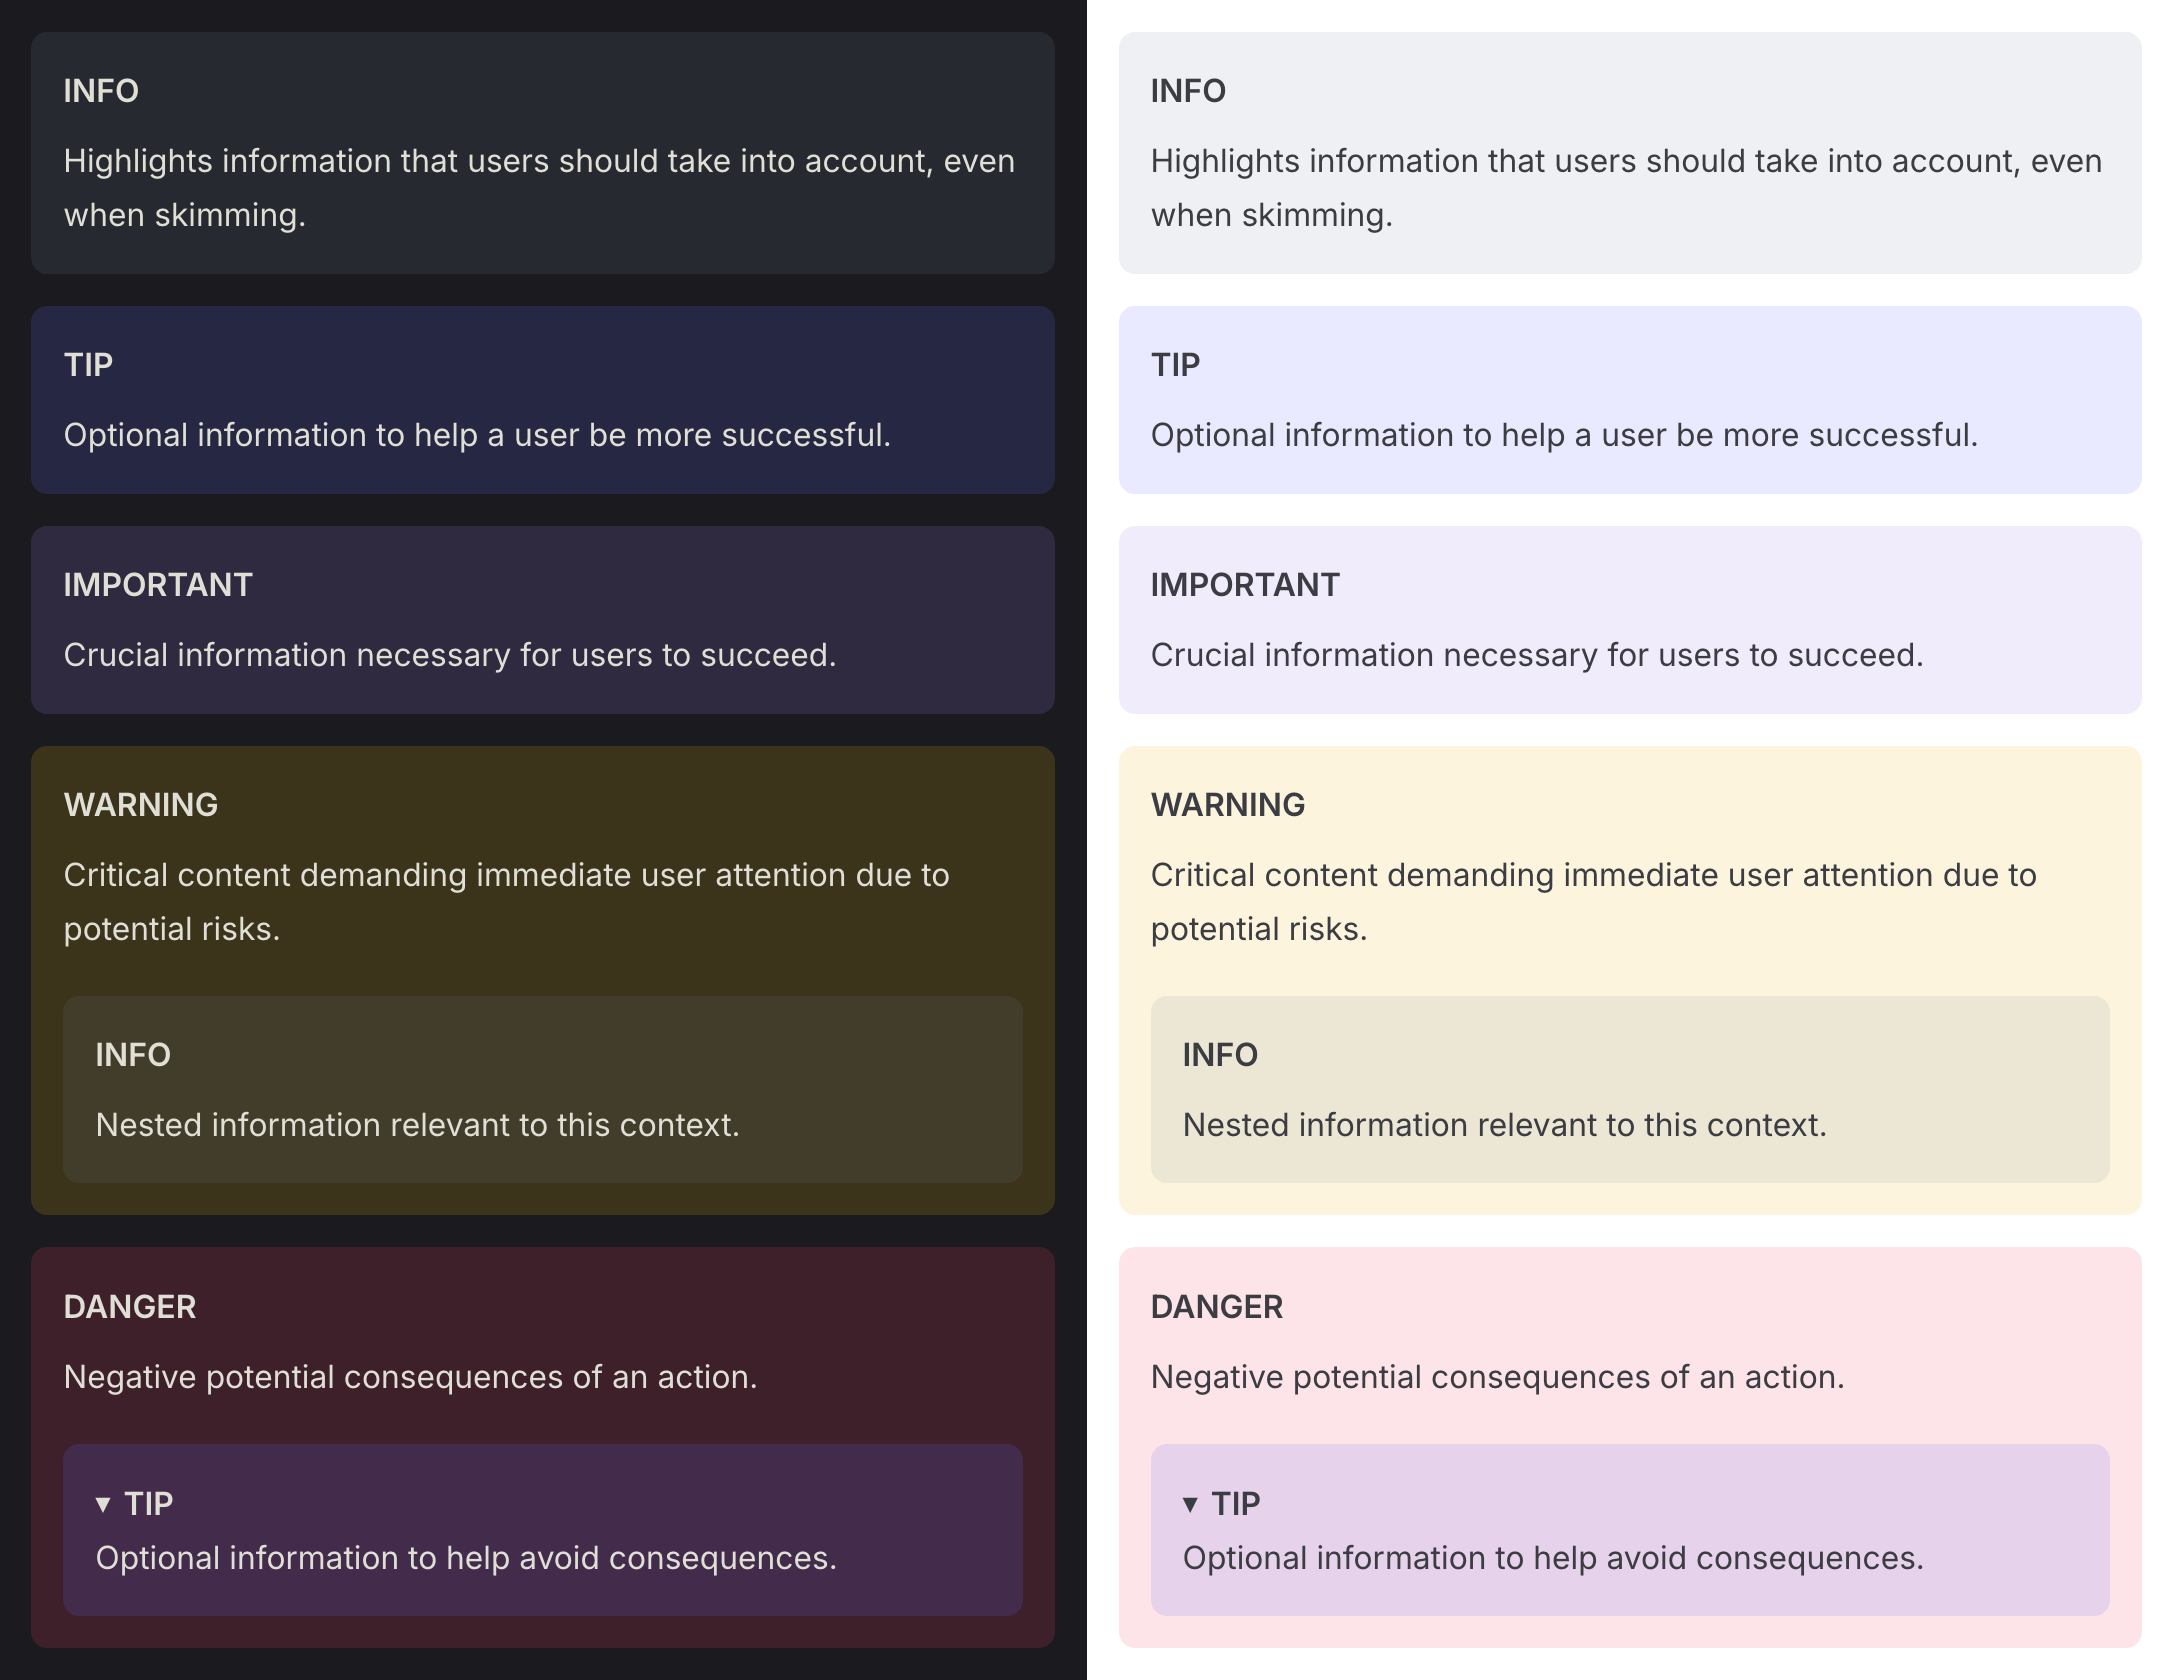 INFO
Highlights information that users should take into account, even
when skimming.
TIP
Optional information to help a user be more successful.
IMPORTANT
Crucial information necessary for users to succeed.
WARNING
Critical content demanding immediate user attention due to
potential risks.
INFO
Nested information relevant to this context.
DANGER
Negative potential consequences of an action.
▼ TIP
Optional information to help avoid consequences.
INFO
Highlights information that users should take into account, even
when skimming.
TIP
Optional information to help a user be more successful.
IMPORTANT
Crucial information necessary for users to succeed.
WARNING
Critical content demanding immediate user attention due to
potential risks.
INFO
Nested information relevant to this context.
DANGER
Negative potential consequences of an action.
▼ TIP
Optional information to help avoid consequences.